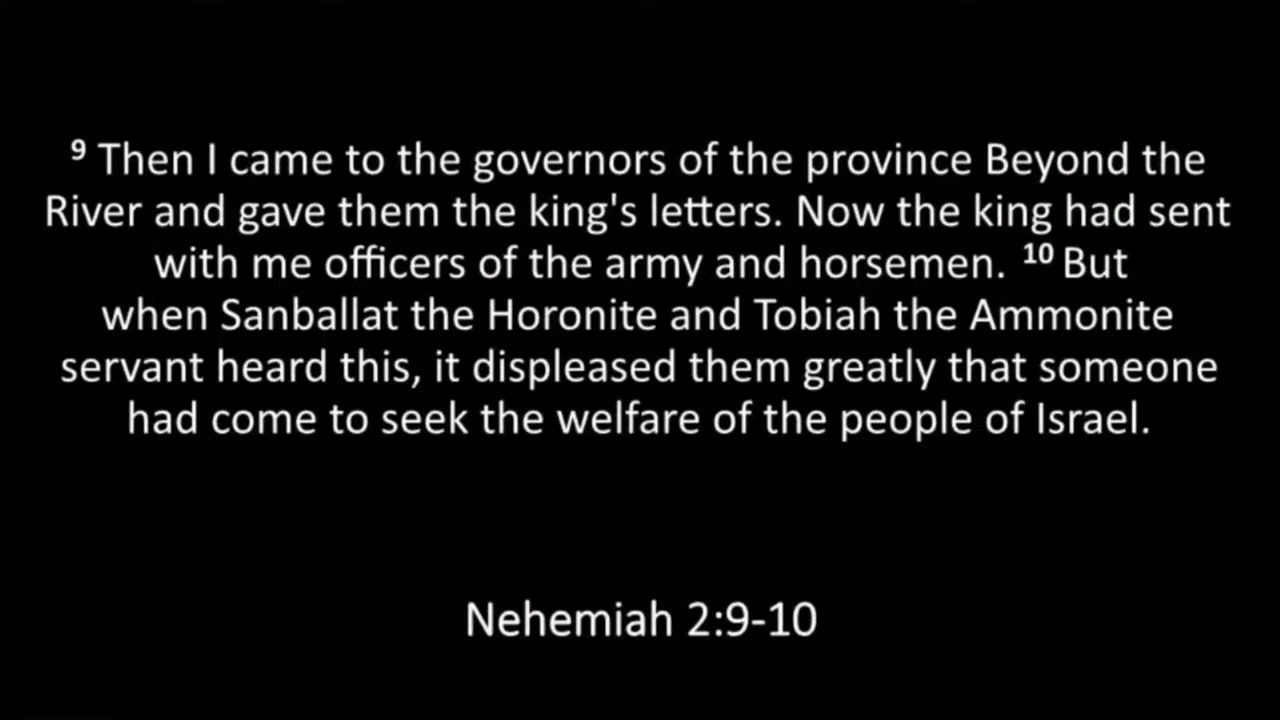 9 Then I came to the governors of the province Beyond the
River and gave them the king's letters. Now the king had sent
with me officers of the army and horsemen. 10 But
when Sanballat the Horonite and Tobiah the Ammonite
servant heard this, it displeased them greatly that someone
had come to seek the welfare of the people of Israel.
Nehemiah 2:9-10